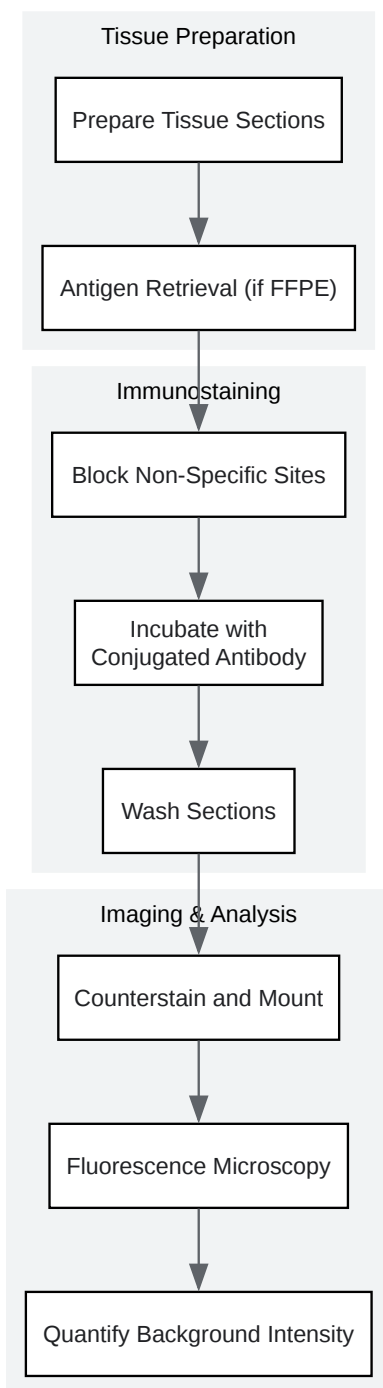 Tissue Preparation
Prepare Tissue Sections
Antigen Retrieval (if FFPE)
Immunostaining
Block Non-Specific Sites
Incubate with
Conjugated Antibody
Wash Sections
Imaging & Analysis
Counterstain and Mount
Fluorescence Microscopy
Quantify Background Intensity